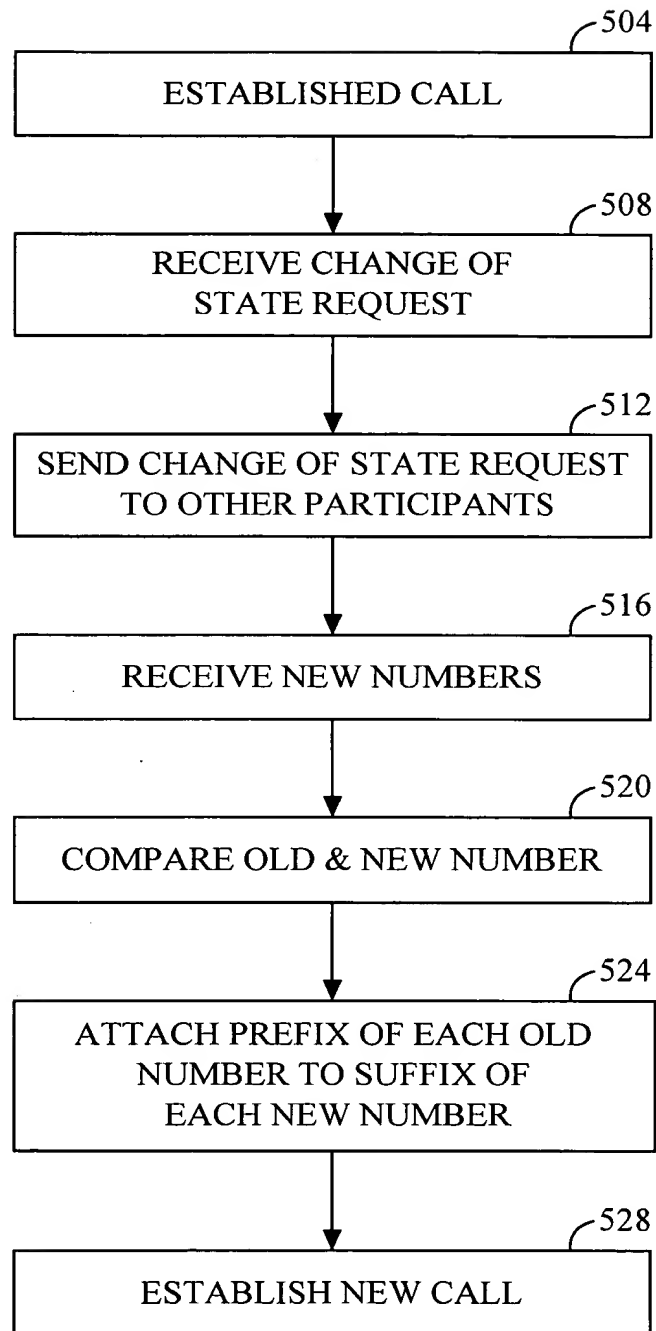 504
ESTABLISHED CALL
508
RECEIVE CHANGE OF
STATE REQUEST
512
SEND CHANGE OF STATE REQUEST
TO OTHER PARTICIPANTS
516
RECEIVE NEW NUMBERS
520
COMPARE OLD & NEW NUMBER
524
ATTACH PREFIX OF EACH OLD
NUMBER TO SUFFIX OF
EACH NEW NUMBER
528
ESTABLISH NEW CALL